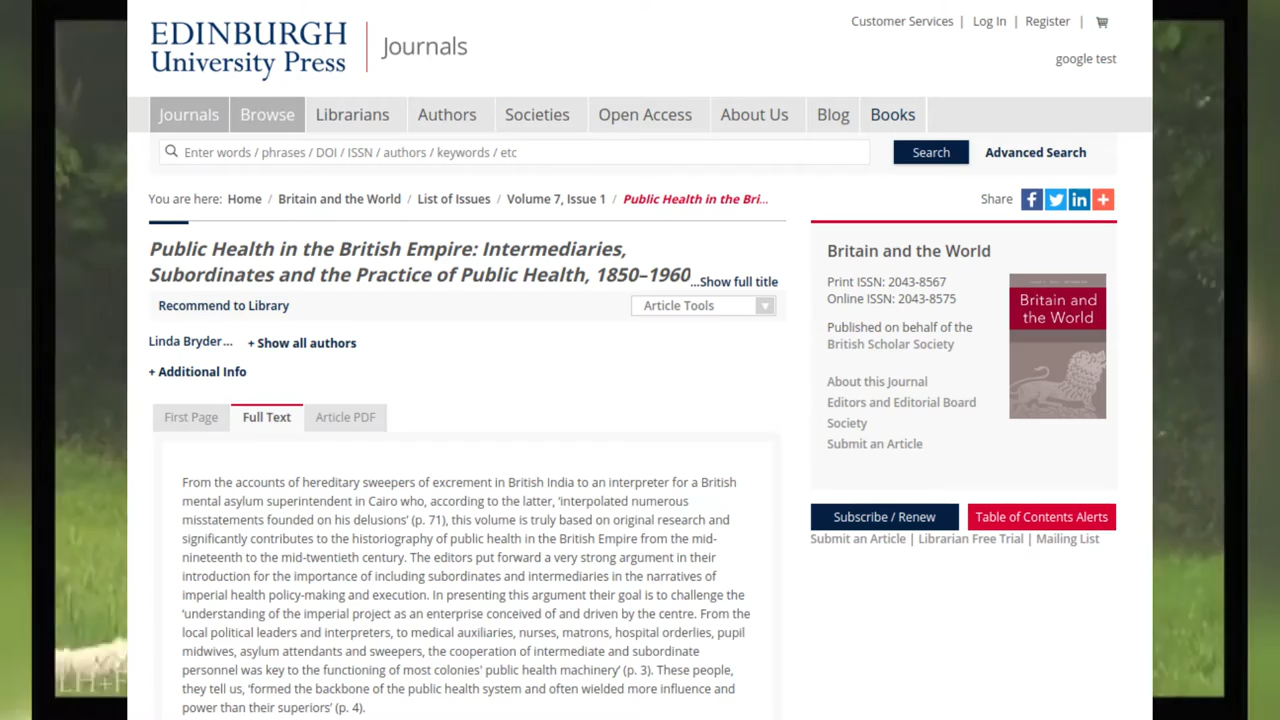 EDINBURGH
University Press
Journals
Customer Services | Log In | Register |
google test
Journals Browse Librarians Authors Societies Open Access About Us Blog Books
Enter words / phrases / DOI / ISSN / authors / keywords / etc
Search
Advanced Search
You are here: Home / Britain and the World / List of Issues / Volume 7, Issue 1 / Public Health in the Bri...
Share
Public Health in the British Empire: Intermediaries,
Subordinates and the Practice of Public Health, 1850–1960
...Show full title
Recommend to Library
Article Tools
Linda Bryder... + Show all authors
+ Additional Info
First Page Full Text Article PDF
From the accounts of hereditary sweepers of excrement in British India to an interpreter for a British
mental asylum superintendent in Cairo who, according to the latter, ‘interpolated numerous
misstatements founded on his delusions’ (p. 71), this volume is truly based on original research and
significantly contributes to the historiography of public health in the British Empire from the mid-
nineteenth to the mid-twentieth century. The editors put forward a very strong argument in their
introduction for the importance of including subordinates and intermediaries in the narratives of
imperial health policy-making and execution. In presenting this argument their goal is to challenge the
‘understanding of the imperial project as an enterprise conceived of and driven by the centre. From the
local political leaders and interpreters, to medical auxiliaries, nurses, matrons, hospital orderlies, pupil
midwives, asylum attendants and sweepers, the cooperation of intermediate and subordinate
personnel was key to the functioning of most colonies' public health machinery’ (p. 3). These people,
they tell us, ‘formed the backbone of the public health system and often wielded more influence and
power than their superiors’ (p. 4).
Britain and the World
Print ISSN: 2043-8567
Online ISSN: 2043-8575
Published on behalf of the
British Scholar Society
About this Journal
Editors and Editorial Board
Society
Submit an Article
Britain and
the World
Subscribe / Renew
Table of Contents Alerts
Submit an Article | Librarian Free Trial | Mailing List